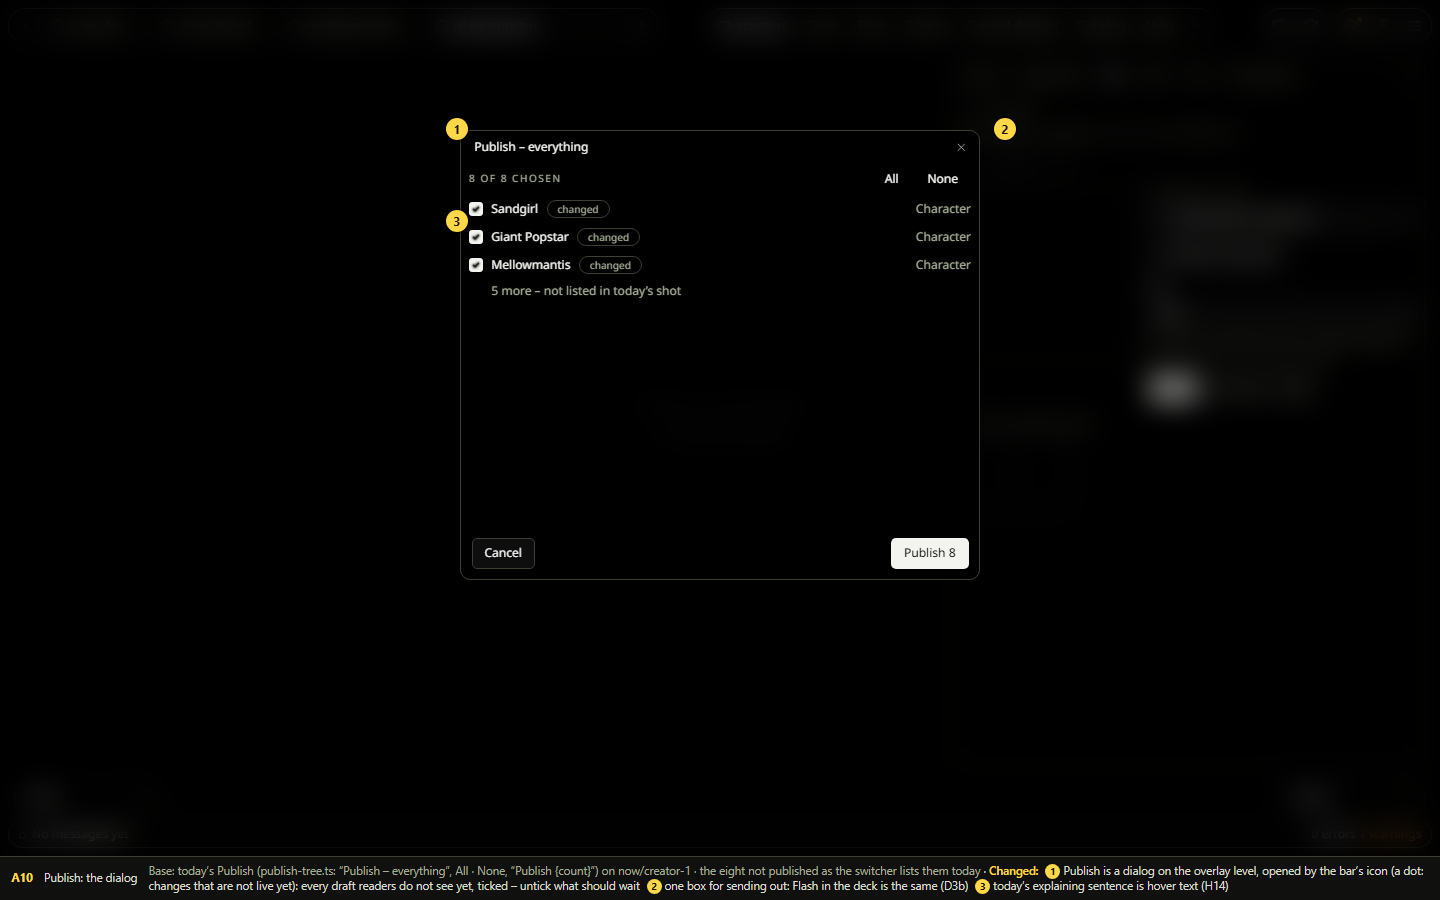 1
2
Publish – everything
8 OF 8 CHOSEN All None
3
Sandgirl changed Character
Giant Popstar changed Character
Mellowmantis changed Character
5 more – not listed in today's shot
Cancel Publish 8
No messages yet
0 errors warnings
A10 Publish: the dialog
Base: today's Publish (publish-tree.ts: “Publish – everything”, All · None, “Publish {count}”) on now/creator-1 · the eight not published as the switcher lists them today · Changed: 1 Publish is a dialog on the overlay level, opened by the bar's icon (a dot:
changes that are not live yet): every draft readers do not see yet, ticked – untick what should wait 2 one box for sending out: Flash in the deck is the same (D3b) 3 today's explaining sentence is hover text (H14)